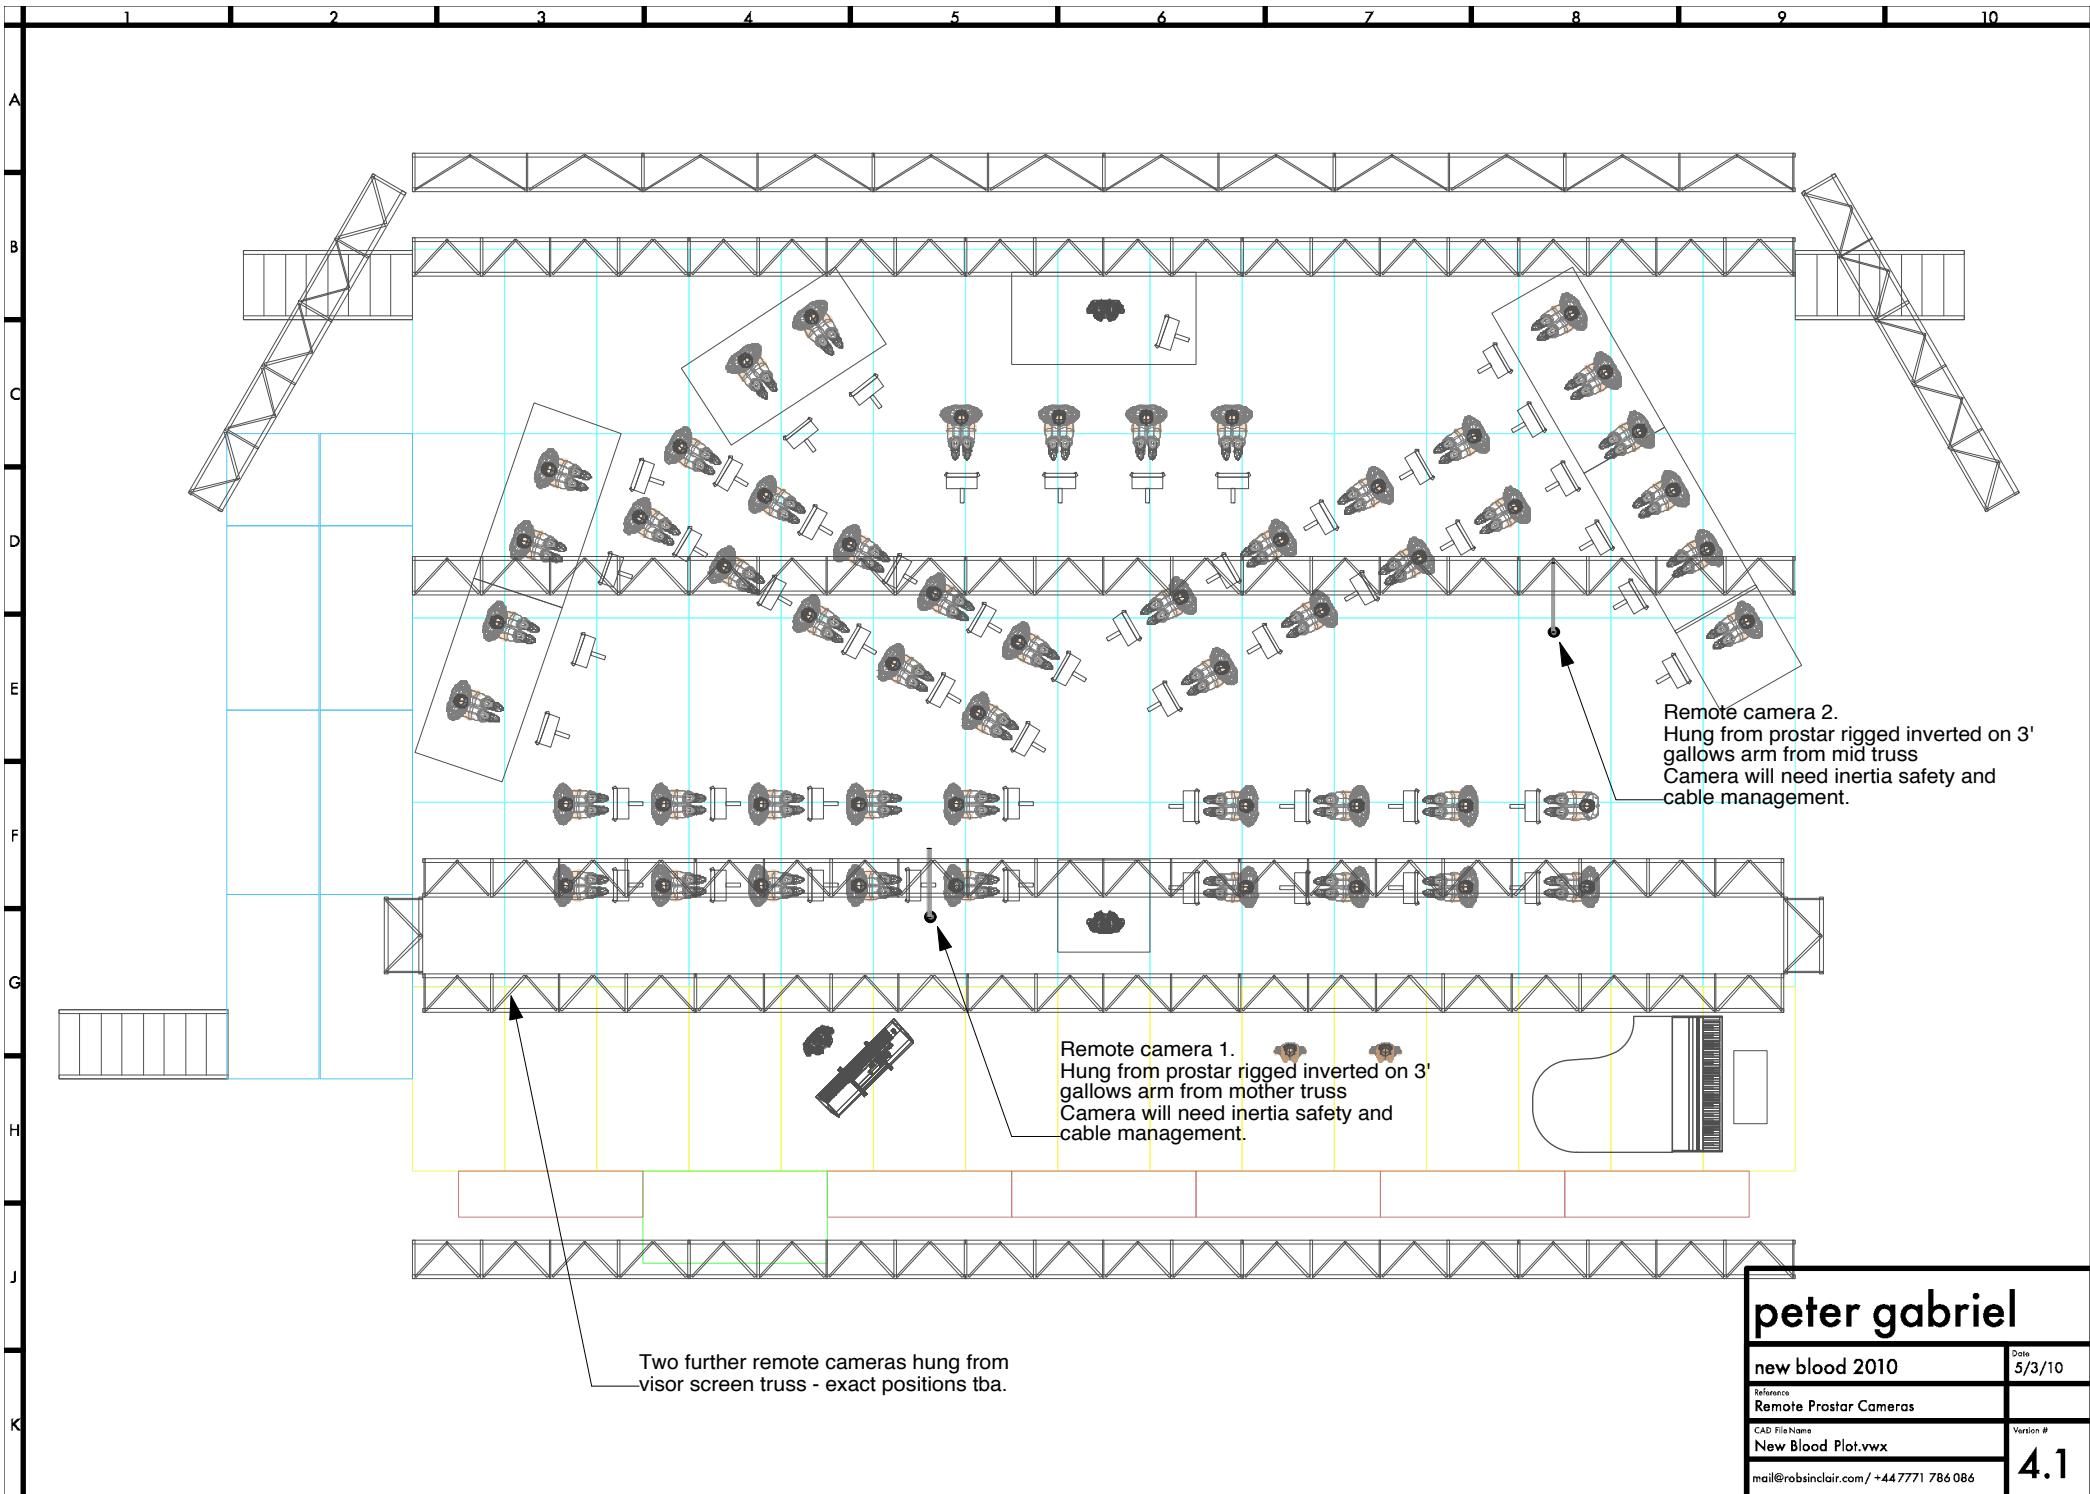 1 2 3 4 5 6 7 8 9 10
A
B
C
D
E
F
G
H
J
K
Remote camera 2.
Hung from prostar rigged inverted on 3'
gallows arm from mid truss
Camera will need inertia safety and
cable management.
Remote camera 1.
Hung from prostar rigged inverted on 3'
gallows arm from mother truss
Camera will need inertia safety and
cable management.
Two further remote cameras hung from
visor screen truss - exact positions tba.
peter gabriel
new blood 2010
Date
5/3/10
Reference
Remote Prostar Cameras
CAD File Name
New Blood Plot.vwx
Version #
4.1
mail@robsinclair.com/ +447771 786 086